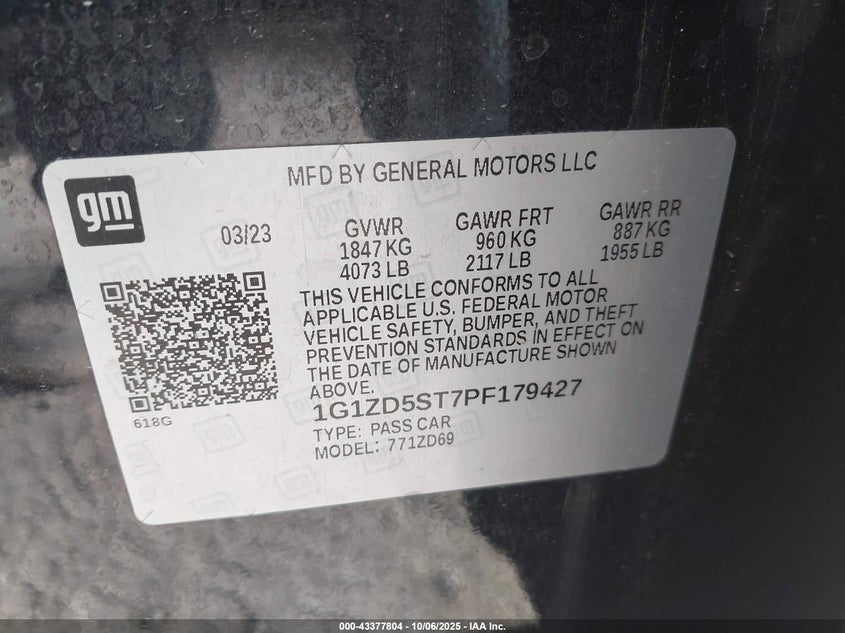 MFD BY GENERAL MOTORS LLC
gm
03/23
GVWR
1847 KG
4073 LB
GAWR FRT
960 KG
2117 LB
GAWR RR
887 KG
1955 LB
THIS VEHICLE CONFORMS TO ALL
APPLICABLE U.S. FEDERAL MOTOR
VEHICLE SAFETY, BUMPER, AND THEFT
PREVENTION STANDARDS IN EFFECT ON
THE DATE OF MANUFACTURE SHOWN
ABOVE.
1G1ZD5ST7PF179427
618G
TYPE: PASS CAR
MODEL: 771ZD69
000-43377804 - 10/06/2025 - IAA Inc.